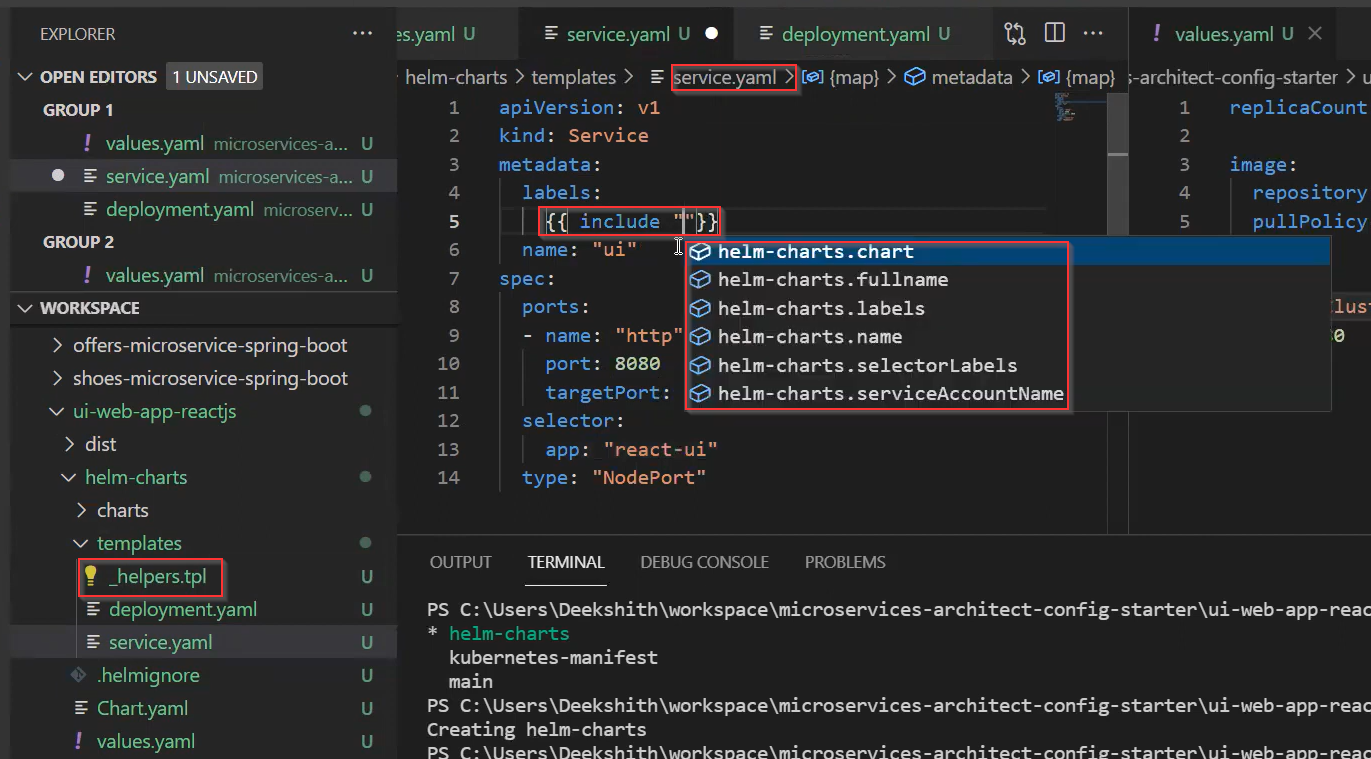 EXPLORER ...
OPEN EDITORS 1 UNSAVED
GROUP 1
! values.yaml microservices-a... U
service.yaml microservices-a... U
deployment.yaml microserv... U
GROUP 2
! values.yaml microservices-a... U
WORKSPACE
offers-microservice-spring-boot
shoes-microservice-spring-boot
ui-web-app-reactjs
dist
helm-charts
charts
templates
_helpers.tpl U
deployment.yaml U
service.yaml U
.helmignore U
Chart.yaml U
! values.yaml U
es.yaml U service.yaml U deployment.yaml U ...
helm-charts > templates > service.yaml > {map} > metadata > {map}
1 apiVersion: v1
2 kind: Service
3 metadata:
4 labels:
5 {{ include ""}}
6 name: "ui"
7 spec:
8 ports:
9 - name: "http"
10 port: 8080
11 targetPort:
12 selector:
13 app: "react-ui"
14 type: "NodePort"
helm-charts.chart
helm-charts.fullname
helm-charts.labels
helm-charts.name
helm-charts.selectorLabels
helm-charts.serviceAccountName
! values.yaml U
s-architect-config-starter > u
1 replicaCount
2
3 image:
4 repository
5 pullPolicy
lust
0
OUTPUT TERMINAL DEBUG CONSOLE PROBLEMS
PS C:\Users\Deekshith\workspace\microservices-architect-config-starter\ui-web-app-reac
* helm-charts
kubernetes-manifest
main
PS C:\Users\Deekshith\workspace\microservices-architect-config-starter\ui-web-app-reac
Creating helm-charts
PS C:\Users\Deekshith\workspace\microservices-architect-config-starter\ui-web-app-reac